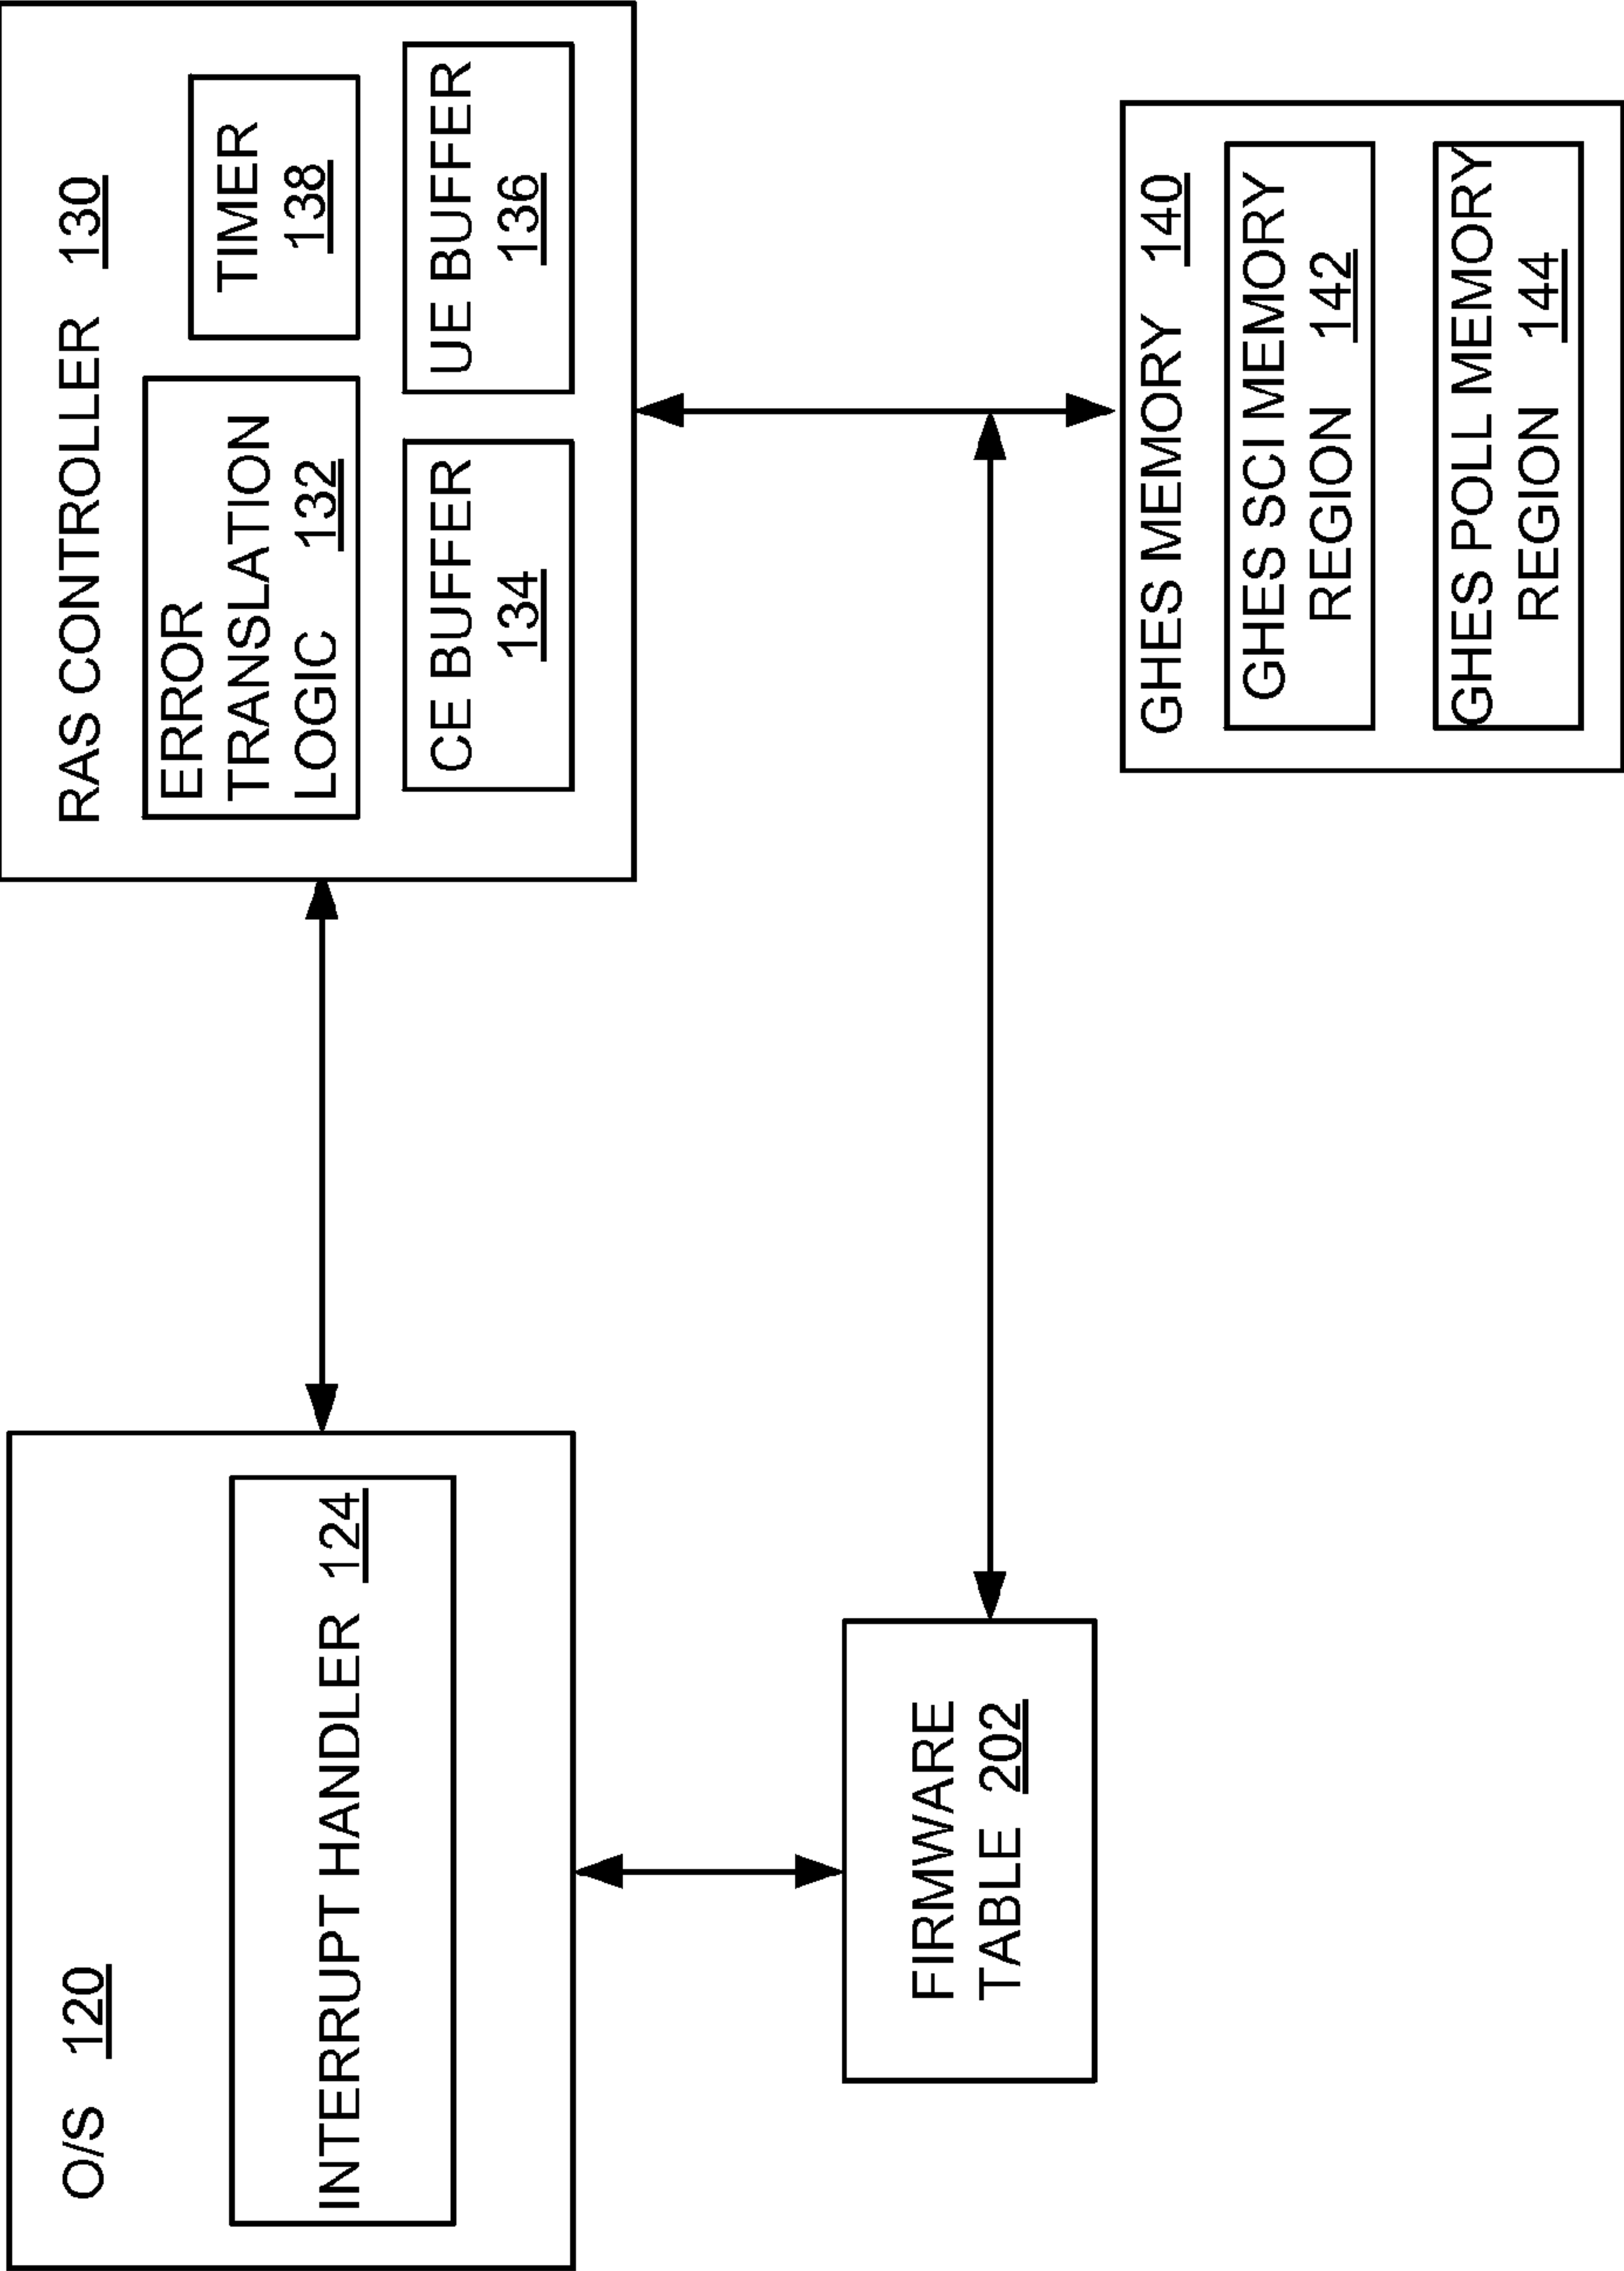 O/S 120
INTERRUPT HANDLER 124
RAS CONTROLLER 130
ERROR
TRANSLATION
LOGIC 132
TIMER
138
CE BUFFER
134
UE BUFFER
136
FIRMWARE
TABLE 202
GHES MEMORY 140
GHES SCI MEMORY
REGION 142
GHES POLL MEMORY
REGION 144